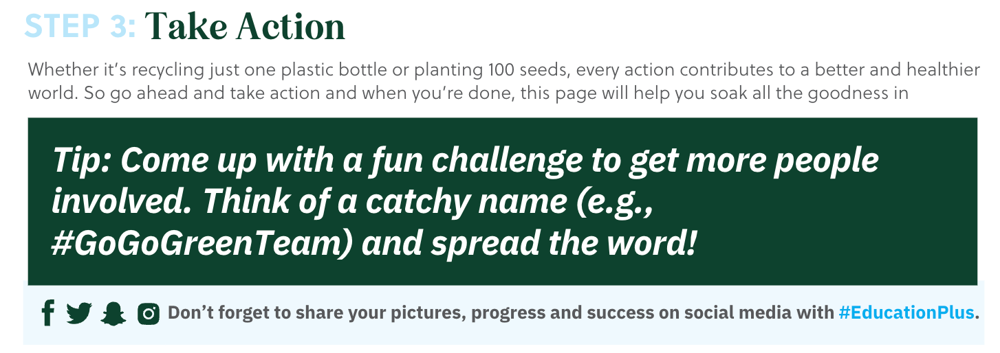 STEP 3: Take Action
Whether it’s recycling just one plastic bottle or planting 100 seeds, every action contributes to a better and healthier
world. So go ahead and take action and when you’re done, this page will help you soak all the goodness in
Tip: Come up with a fun challenge to get more people
involved. Think of a catchy name (e.g.,
#GoGoGreenTeam) and spread the word!
Don’t forget to share your pictures, progress and success on social media with #EducationPlus.